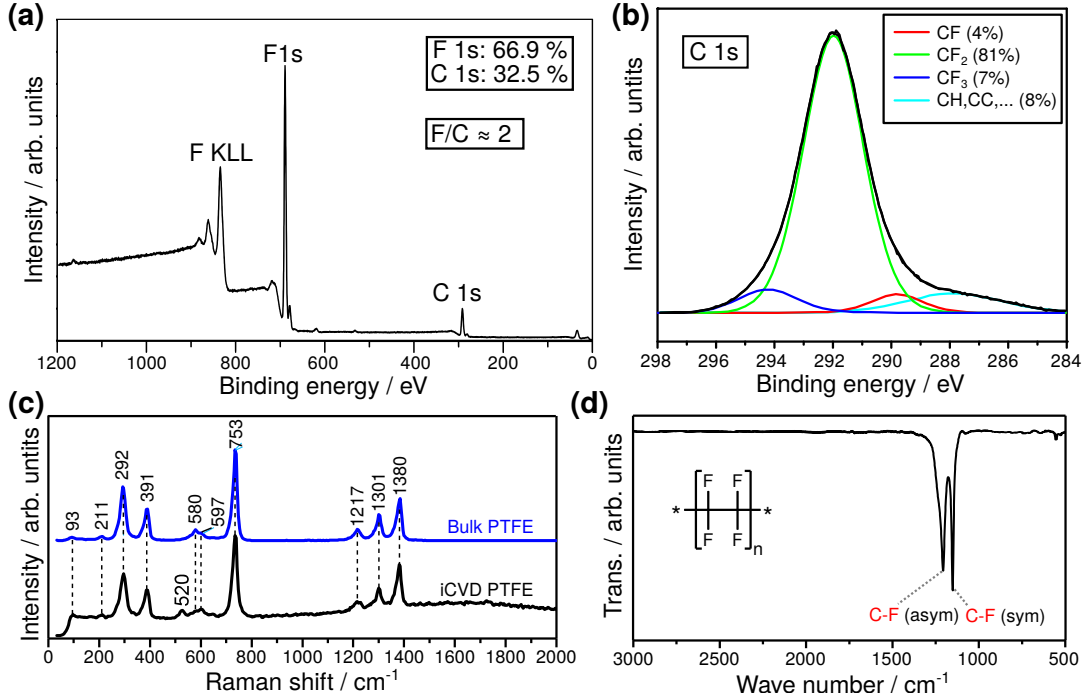 (a)
F 1s: 66.9 %
C 1s: 32.5 %
F/C ≈ 2
F1s
F KLL
C 1s
Intensity / arb. units
1200 1000 800 600 400 200 0
Binding energy / eV
(b)
C 1s
CF (4%)
CF₂ (81%)
CF₃ (7%)
CH,CC,... (8%)
Intensity / arb. untits
298 296 294 292 290 288 286 284
Binding energy / eV
(c)
93 211 292 391 580 597 753 1217 1301 1380
Bulk PTFE
520
iCVD PTFE
Intensity / arb. units
0 200 400 600 800 1000 1200 1400 1600 1800 2000
Raman shift / cm⁻¹
(d)
F F
* *
F F
n
C-F (asym) C-F (sym)
Trans. / arb. units
3000 2500 2000 1500 1000 500
Wave number / cm⁻¹